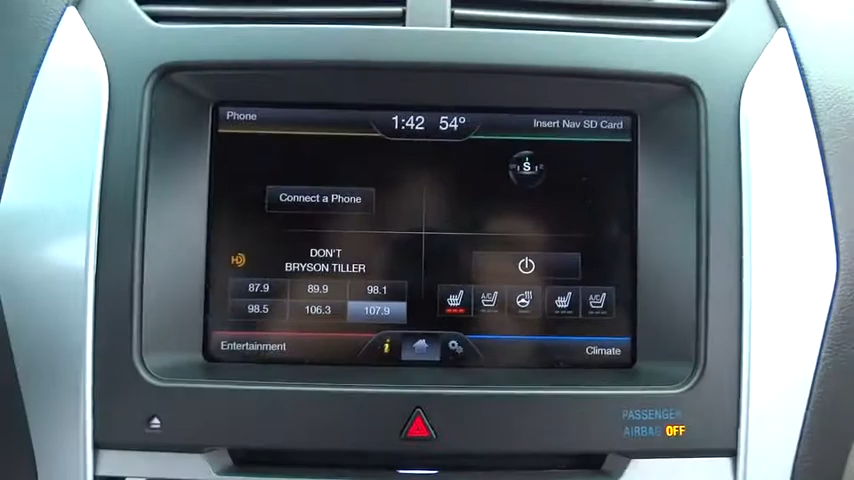 Phone
1:42 54°
Insert Nav SD Card
S
Connect a Phone
HD
DON'T
BRYSON TILLER
87.9 89.9 98.1
98.5 106.3 107.9
A/C A/C
Entertainment
i
Climate
PASSENGER
AIRBAG OFF